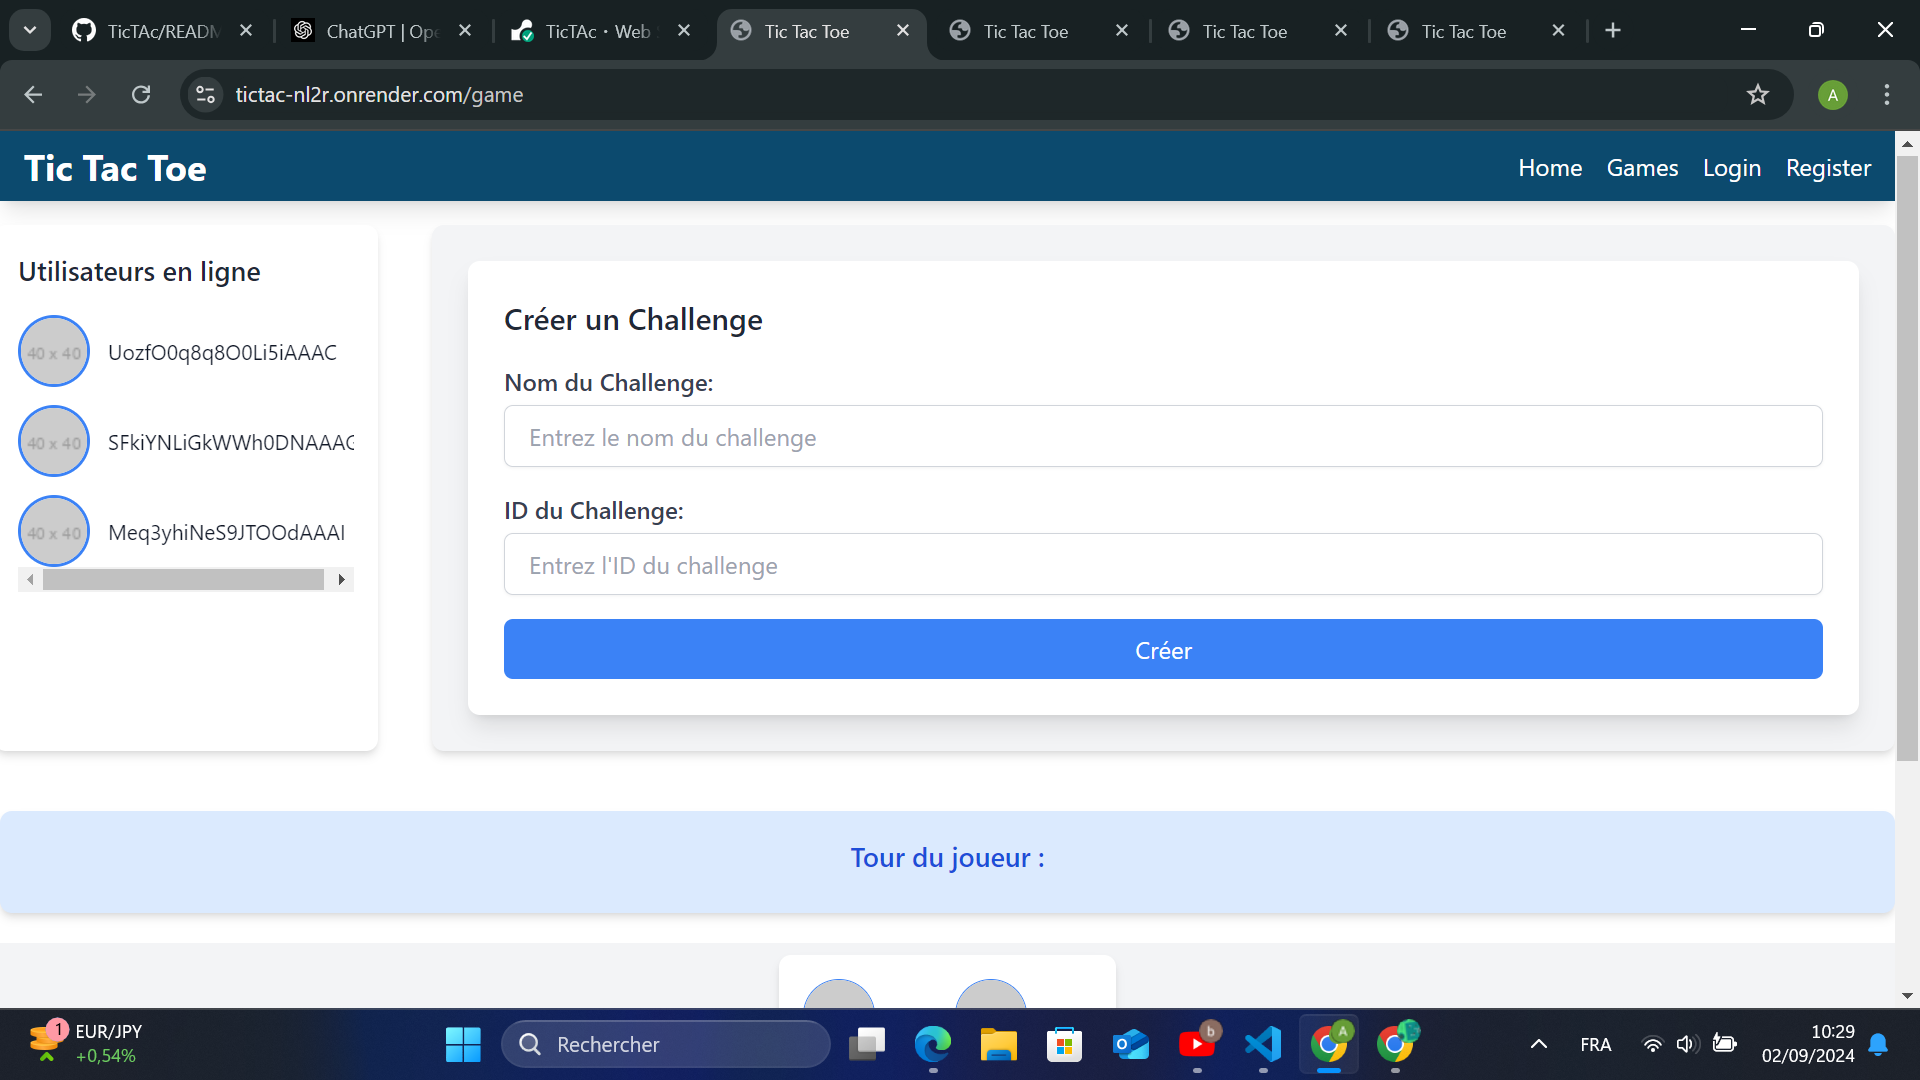 TicTAc/READM
ChatGPT | Ope
TicTAc · Web
Tic Tac Toe
Tic Tac Toe
Tic Tac Toe
Tic Tac Toe
tictac-nl2r.onrender.com/game
A
Tic Tac Toe
Home
Games
Login
Register
Utilisateurs en ligne
40 x 40
UozfO0q8q8O0Li5iAAAC
40 x 40
SFkiYNLiGkWWh0DNAAAG
40 x 40
Meq3yhiNeS9JTOOdAAAI
Créer un Challenge
Nom du Challenge:
Entrez le nom du challenge
ID du Challenge:
Entrez l'ID du challenge
Créer
Tour du joueur :
1
EUR/JPY
+0,54%
Rechercher
b
A
FRA
10:29
02/09/2024